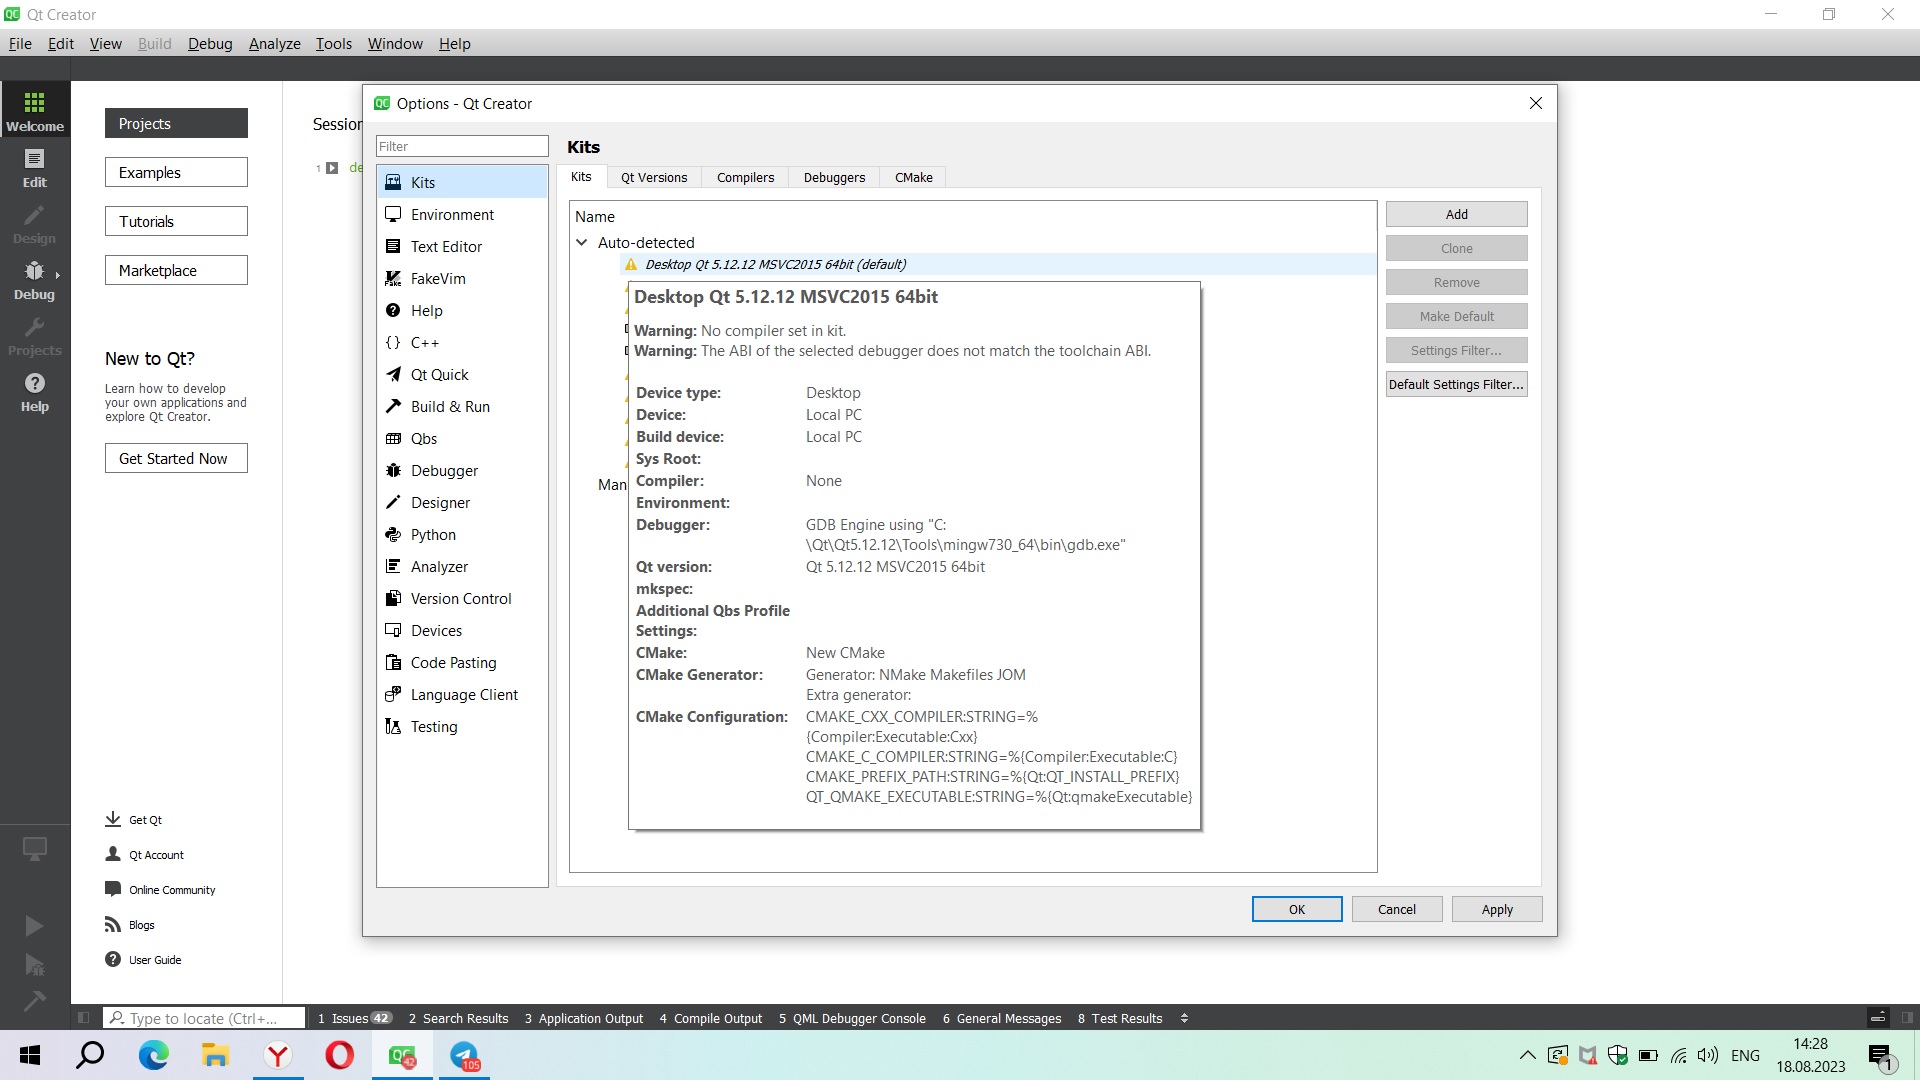 Qt Creator
File Edit View Build Debug Analyze Tools Window Help
Welcome
Edit
Design
Debug
Projects
Help
Projects
Examples
Tutorials
Marketplace
New to Qt?
Learn how to develop
your own applications and
explore Qt Creator.
Get Started Now
Get Qt
Qt Account
Online Community
Blogs
User Guide
Session
1 de
Options - Qt Creator
Filter
Kits
Environment
Text Editor
FakeVim
Help
C++
Qt Quick
Build & Run
Qbs
Debugger
Designer
Python
Analyzer
Version Control
Devices
Code Pasting
Language Client
Testing
Kits
Kits Qt Versions Compilers Debuggers CMake
Name
Auto-detected
Desktop Qt 5.12.12 MSVC2015 64bit (default)
Man
Desktop Qt 5.12.12 MSVC2015 64bit
Warning: No compiler set in kit.
Warning: The ABI of the selected debugger does not match the toolchain ABI.
Device type: Desktop
Device: Local PC
Build device: Local PC
Sys Root:
Compiler: None
Environment:
Debugger: GDB Engine using "C:
\Qt\Qt5.12.12\Tools\mingw730_64\bin\gdb.exe"
Qt version: Qt 5.12.12 MSVC2015 64bit
mkspec:
Additional Qbs Profile
Settings:
CMake: New CMake
CMake Generator: Generator: NMake Makefiles JOM
Extra generator:
CMake Configuration: CMAKE_CXX_COMPILER:STRING=%
{Compiler:Executable:Cxx}
CMAKE_C_COMPILER:STRING=%{Compiler:Executable:C}
CMAKE_PREFIX_PATH:STRING=%{Qt:QT_INSTALL_PREFIX}
QT_QMAKE_EXECUTABLE:STRING=%{Qt:qmakeExecutable}
Add
Clone
Remove
Make Default
Settings Filter...
Default Settings Filter...
OK Cancel Apply
Type to locate (Ctrl+... 1 Issues 42 2 Search Results 3 Application Output 4 Compile Output 5 QML Debugger Console 6 General Messages 8 Test Results
42 105 ENG 14:28
18.08.2023
1